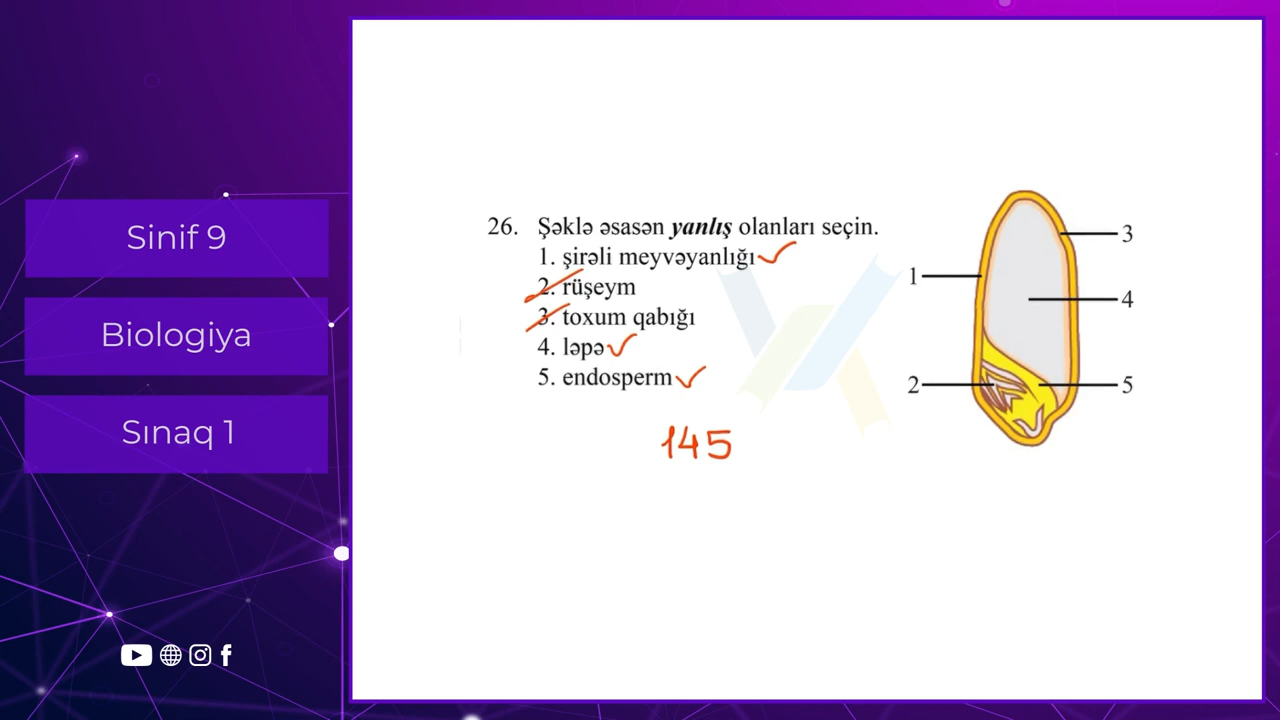 Sinif 9
Biologiya
Sınaq 1
26. Şəklə əsasən yanlış olanları seçin.
1. şirəli meyvəyanlığı
2. rüşeym
3. toxum qabığı
4. ləpə
5. endosperm
145
1
2
3
4
5